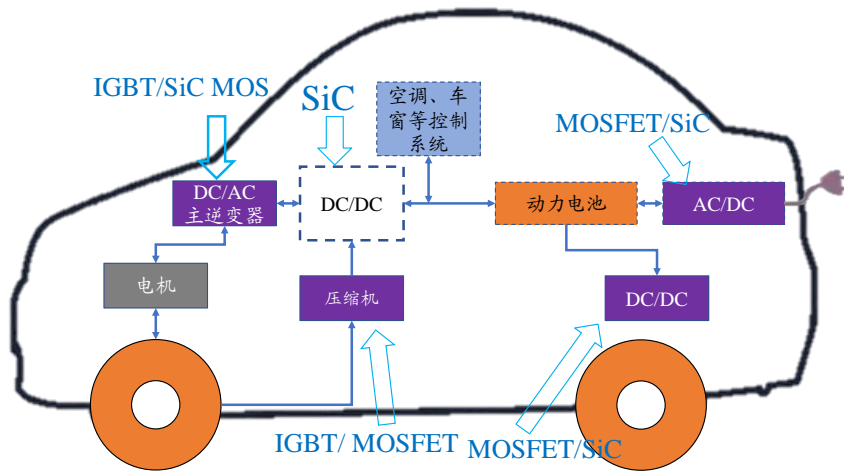 IGBT/SiC MOS
SiC
空调、车
窗等控制
系统
MOSFET/SiC
DC/AC
主逆变器
DC/DC
动力电池
AC/DC
电机
压缩机
DC/DC
IGBT/ MOSFET
MOSFET/SiC